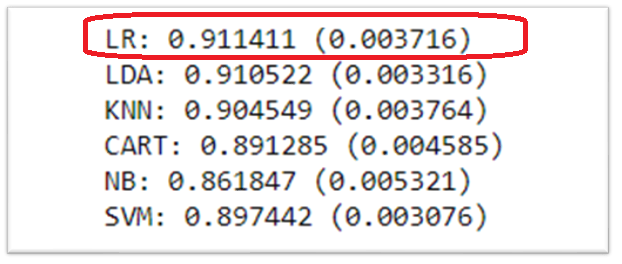 LR: 0.911411 (0.003716)
LDA: 0.910522 (0.003316)
KNN: 0.904549 (0.003764)
CART: 0.891285 (0.004585)
NB: 0.861847 (0.005321)
SVM: 0.897442 (0.003076)